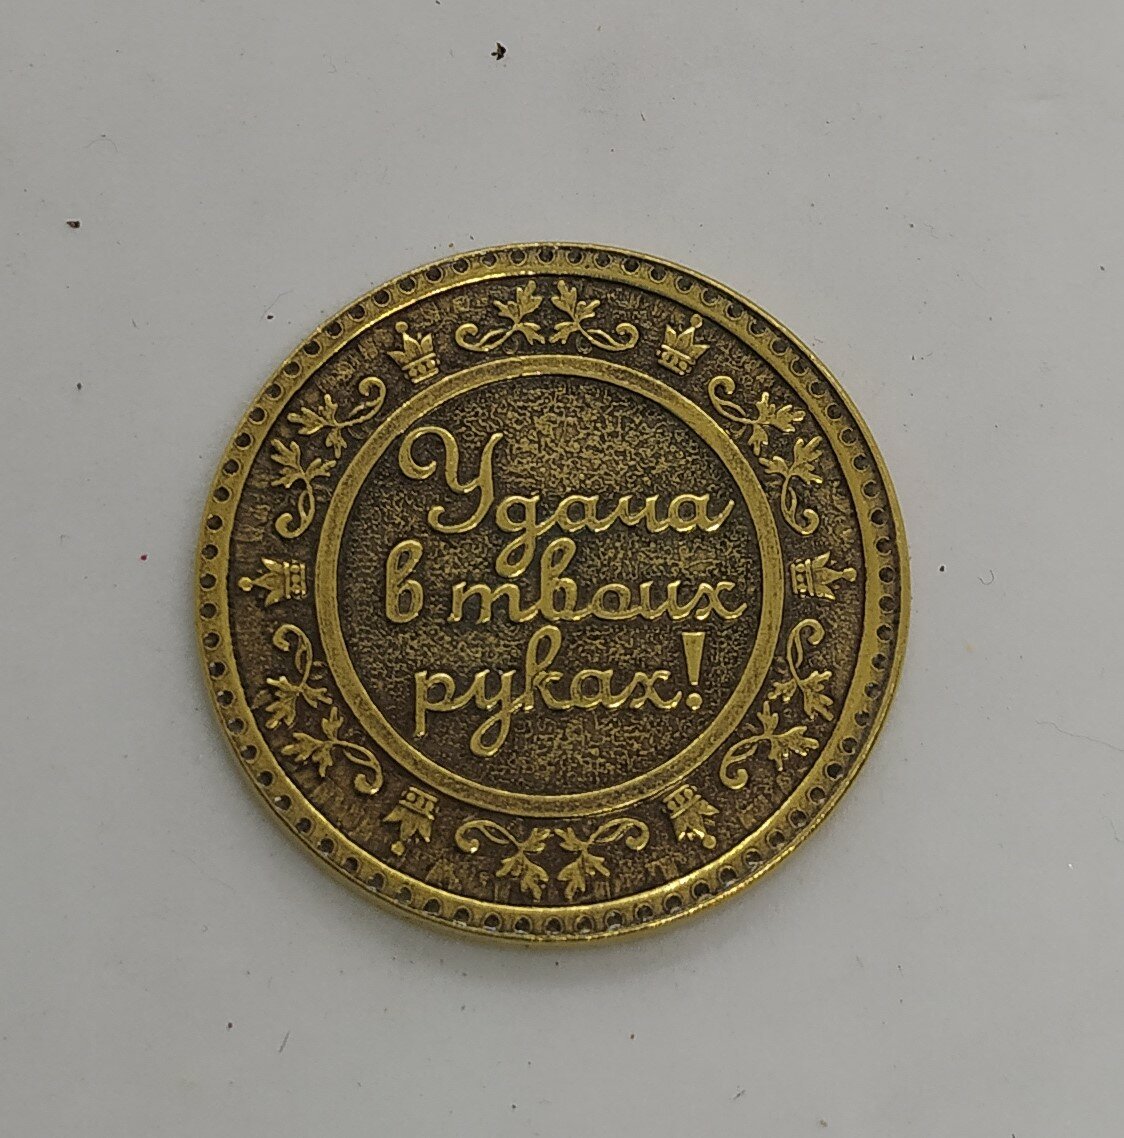 Удача
в твоих
руках!